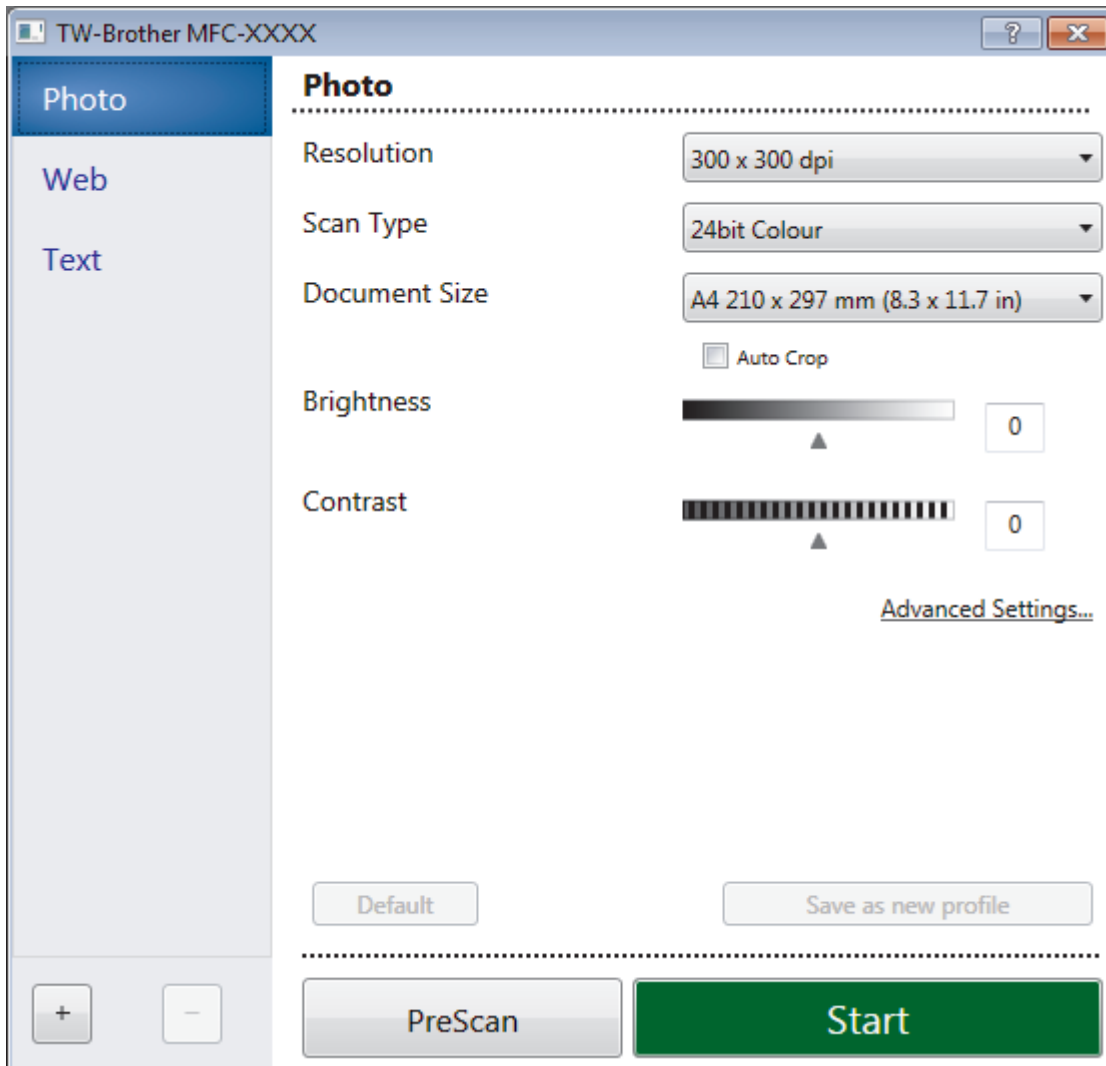 TW-Brother MFC-XXXX
?
Photo
Web
Text
Photo
Resolution
300 x 300 dpi
Scan Type
24bit Colour
Document Size
A4 210 x 297 mm (8.3 x 11.7 in)
Auto Crop
Brightness
0
Contrast
0
Advanced Settings...
Default
Save as new profile
+
−
PreScan
Start